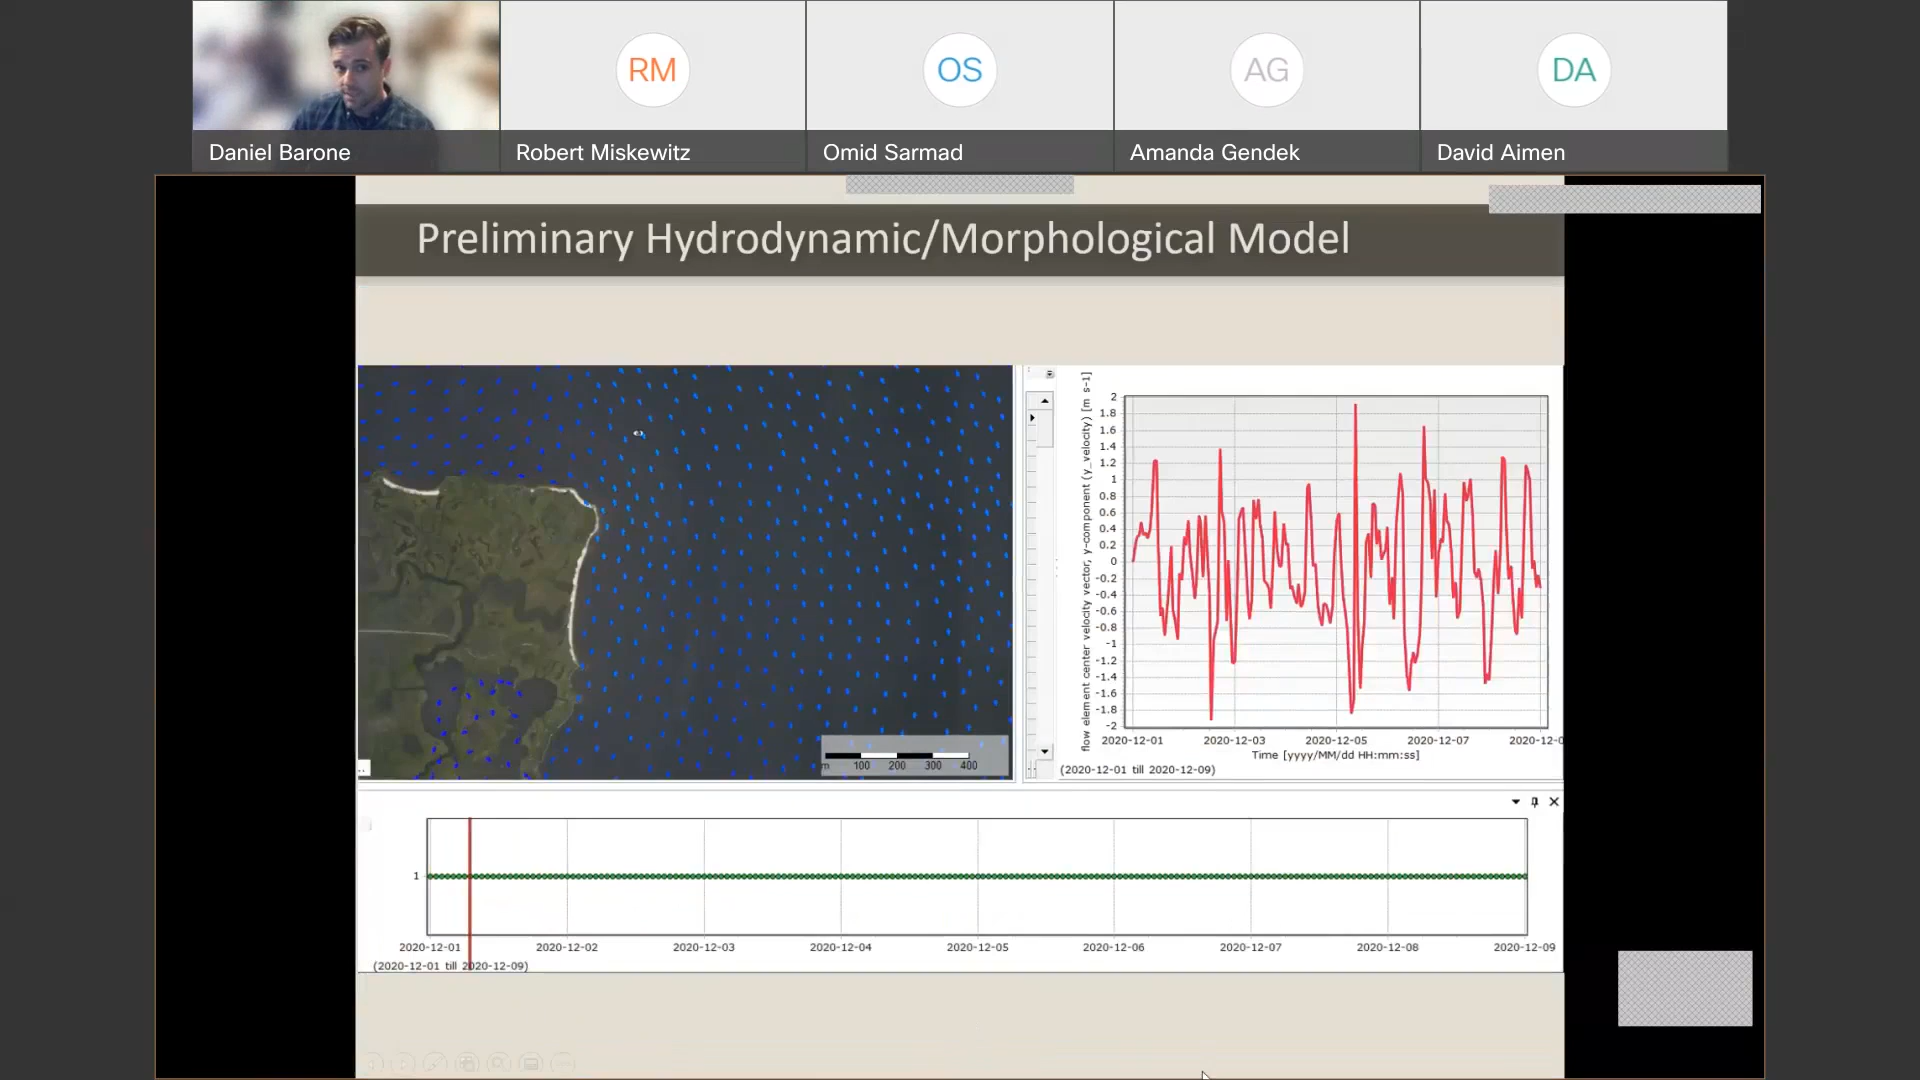 RM
OS
AG
DA
Daniel Barone
Robert Miskewitz
Omid Sarmad
Amanda Gendek
David Aimen
Preliminary Hydrodynamic/Morphological Model
100 200 300 400
flow element center velocity vector, y-component (y_velocity) [m s-1]
2
1.8
1.6
1.4
1.2
1
0.8
0.6
0.4
0.2
0
-0.2
-0.4
-0.6
-0.8
-1
-1.2
-1.4
-1.6
-1.8
-2
2020-12-01 2020-12-03 2020-12-05 2020-12-07 2020-12-0
Time [yyyy/MM/dd HH:mm:ss]
(2020-12-01 till 2020-12-09)
1
2020-12-01 2020-12-02 2020-12-03 2020-12-04 2020-12-05 2020-12-06 2020-12-07 2020-12-08 2020-12-09
(2020-12-01 till 2020-12-09)